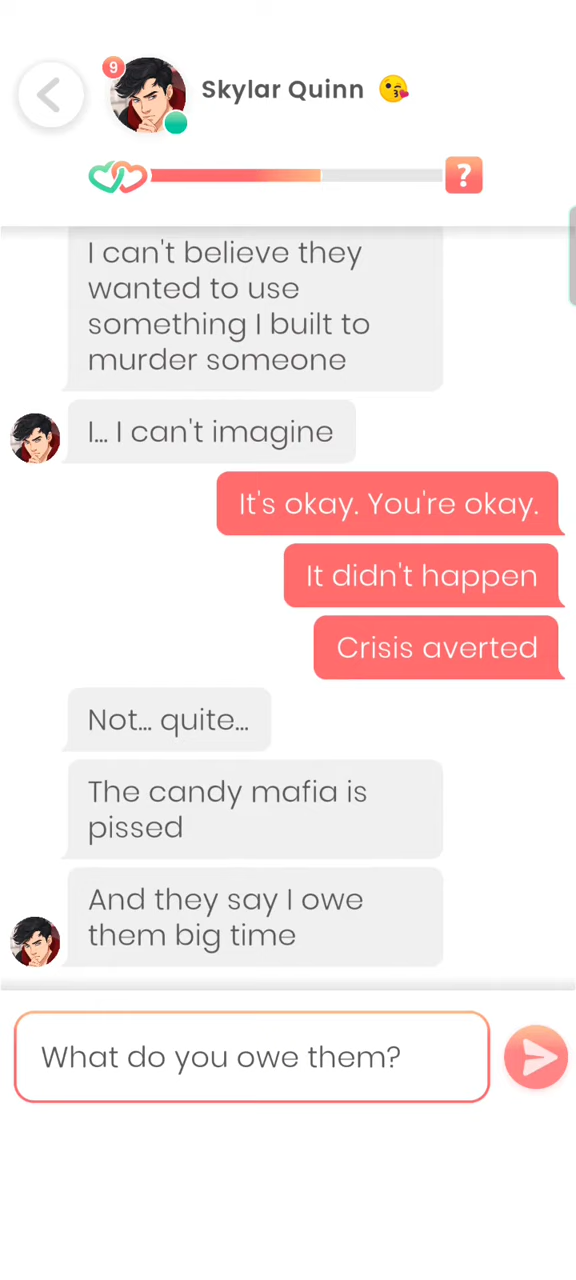 9
Skylar Quinn 😘
?
I can't believe they
wanted to use
something I built to
murder someone
I... I can't imagine
It's okay. You're okay.
It didn't happen
Crisis averted
Not... quite...
The candy mafia is
pissed
And they say I owe
them big time
What do you owe them?